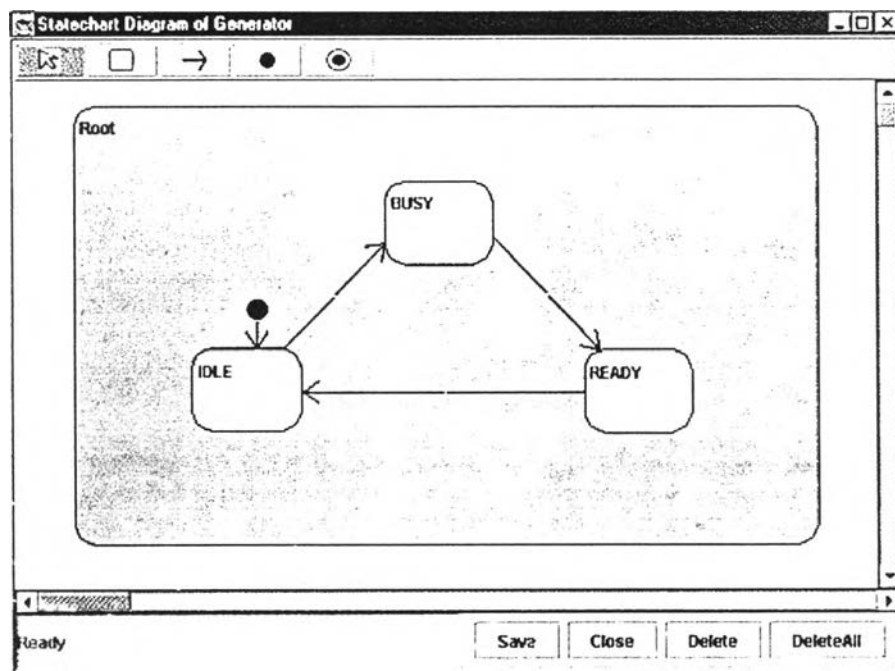 Statechart Diagram of Generator
Root
BUSY
IDLE
READY
Ready
Save Close Delete DeleteAll